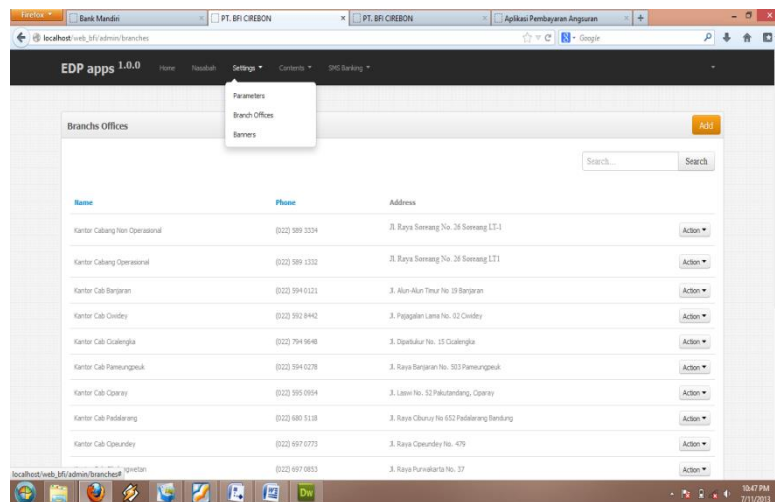 Firefox
Bank Mandiri
PT. BFI CIREBON
PT. BFI CIREBON
Aplikasi Pembayaran Angsuran
localhost/web_bfi/admin/branches
Google
EDP apps 1.0.0
Home
Nasabah
Settings
Contents
SMS Banking
Parameters
Branch Offices
Banners
Branchs Offices
Add
Search...
Search
Name Phone Address
Kantor Cabang Non Operasional (022) 589 3334 Jl. Raya Soreang No. 28 Soreang LT-1 Action
Kantor Cabang Operasional (022) 589 1332 Jl. Raya Soreang No. 28 Soreang LT1 Action
Kantor Cab Banjaran (022) 594 0121 Jl. Alun-Alun Timur No 19 Banjaran Action
Kantor Cab Ciwidey (022) 592 8442 Jl. Pajagalan Lama No. 02 Ciwidey Action
Kantor Cab Cicalengka (022) 794 9648 Jl. Dipatiukur No. 15 Cicalengka Action
Kantor Cab Pameungpeuk (022) 594 0278 Jl. Raya Banjaran No. 503 Pameungpeuk Action
Kantor Cab Ciparay (022) 595 0954 No. 52 Pakutandang, Ciparay Action
Kantor Cab Padalarang (022) 680 5118 Jl. Raya Ciburuy No 652 Padalarang Bandung Action
Kantor Cab Cipeundey (022) 697 0773 Jl. Raya Cipeundey No. 479 Action
(022) 697 0853 Jl. Raya Purwakarta No. 37 Action
localhost/web_bfi/admin/branches#
Dw
10:47 PM
7/11/2013